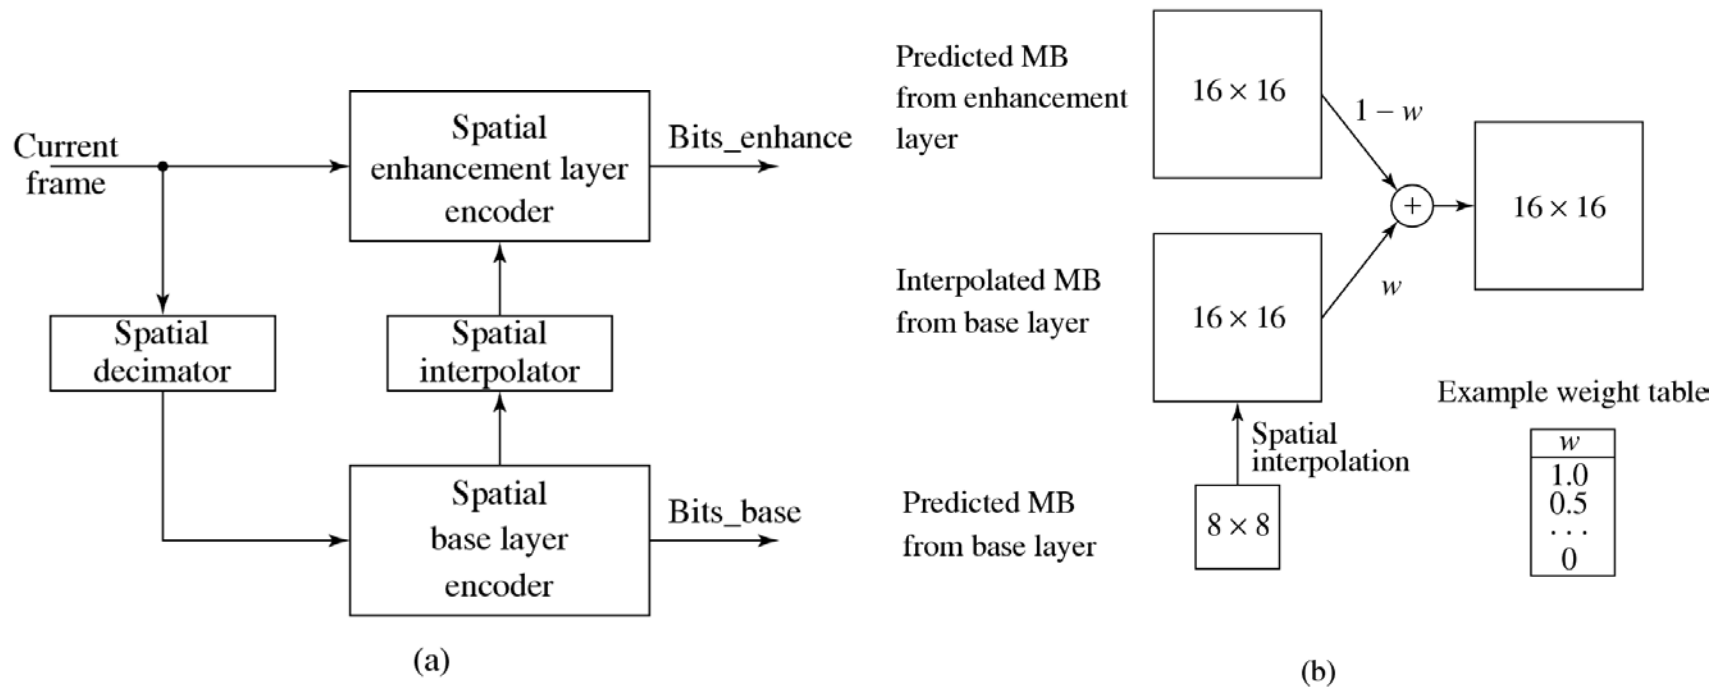 Current
frame
Spatial
enhancement layer
encoder
Bits_enhance
Spatial
decimator
Spatial
interpolator
Spatial
base layer
encoder
Bits_base
(a)
Predicted MB
from enhancement
layer
16 × 16
1 − w
+
16 × 16
Interpolated MB
from base layer
16 × 16
w
Spatial
interpolation
Predicted MB
from base layer
8 × 8
Example weight table
w
1.0
0.5
. . .
0
(b)